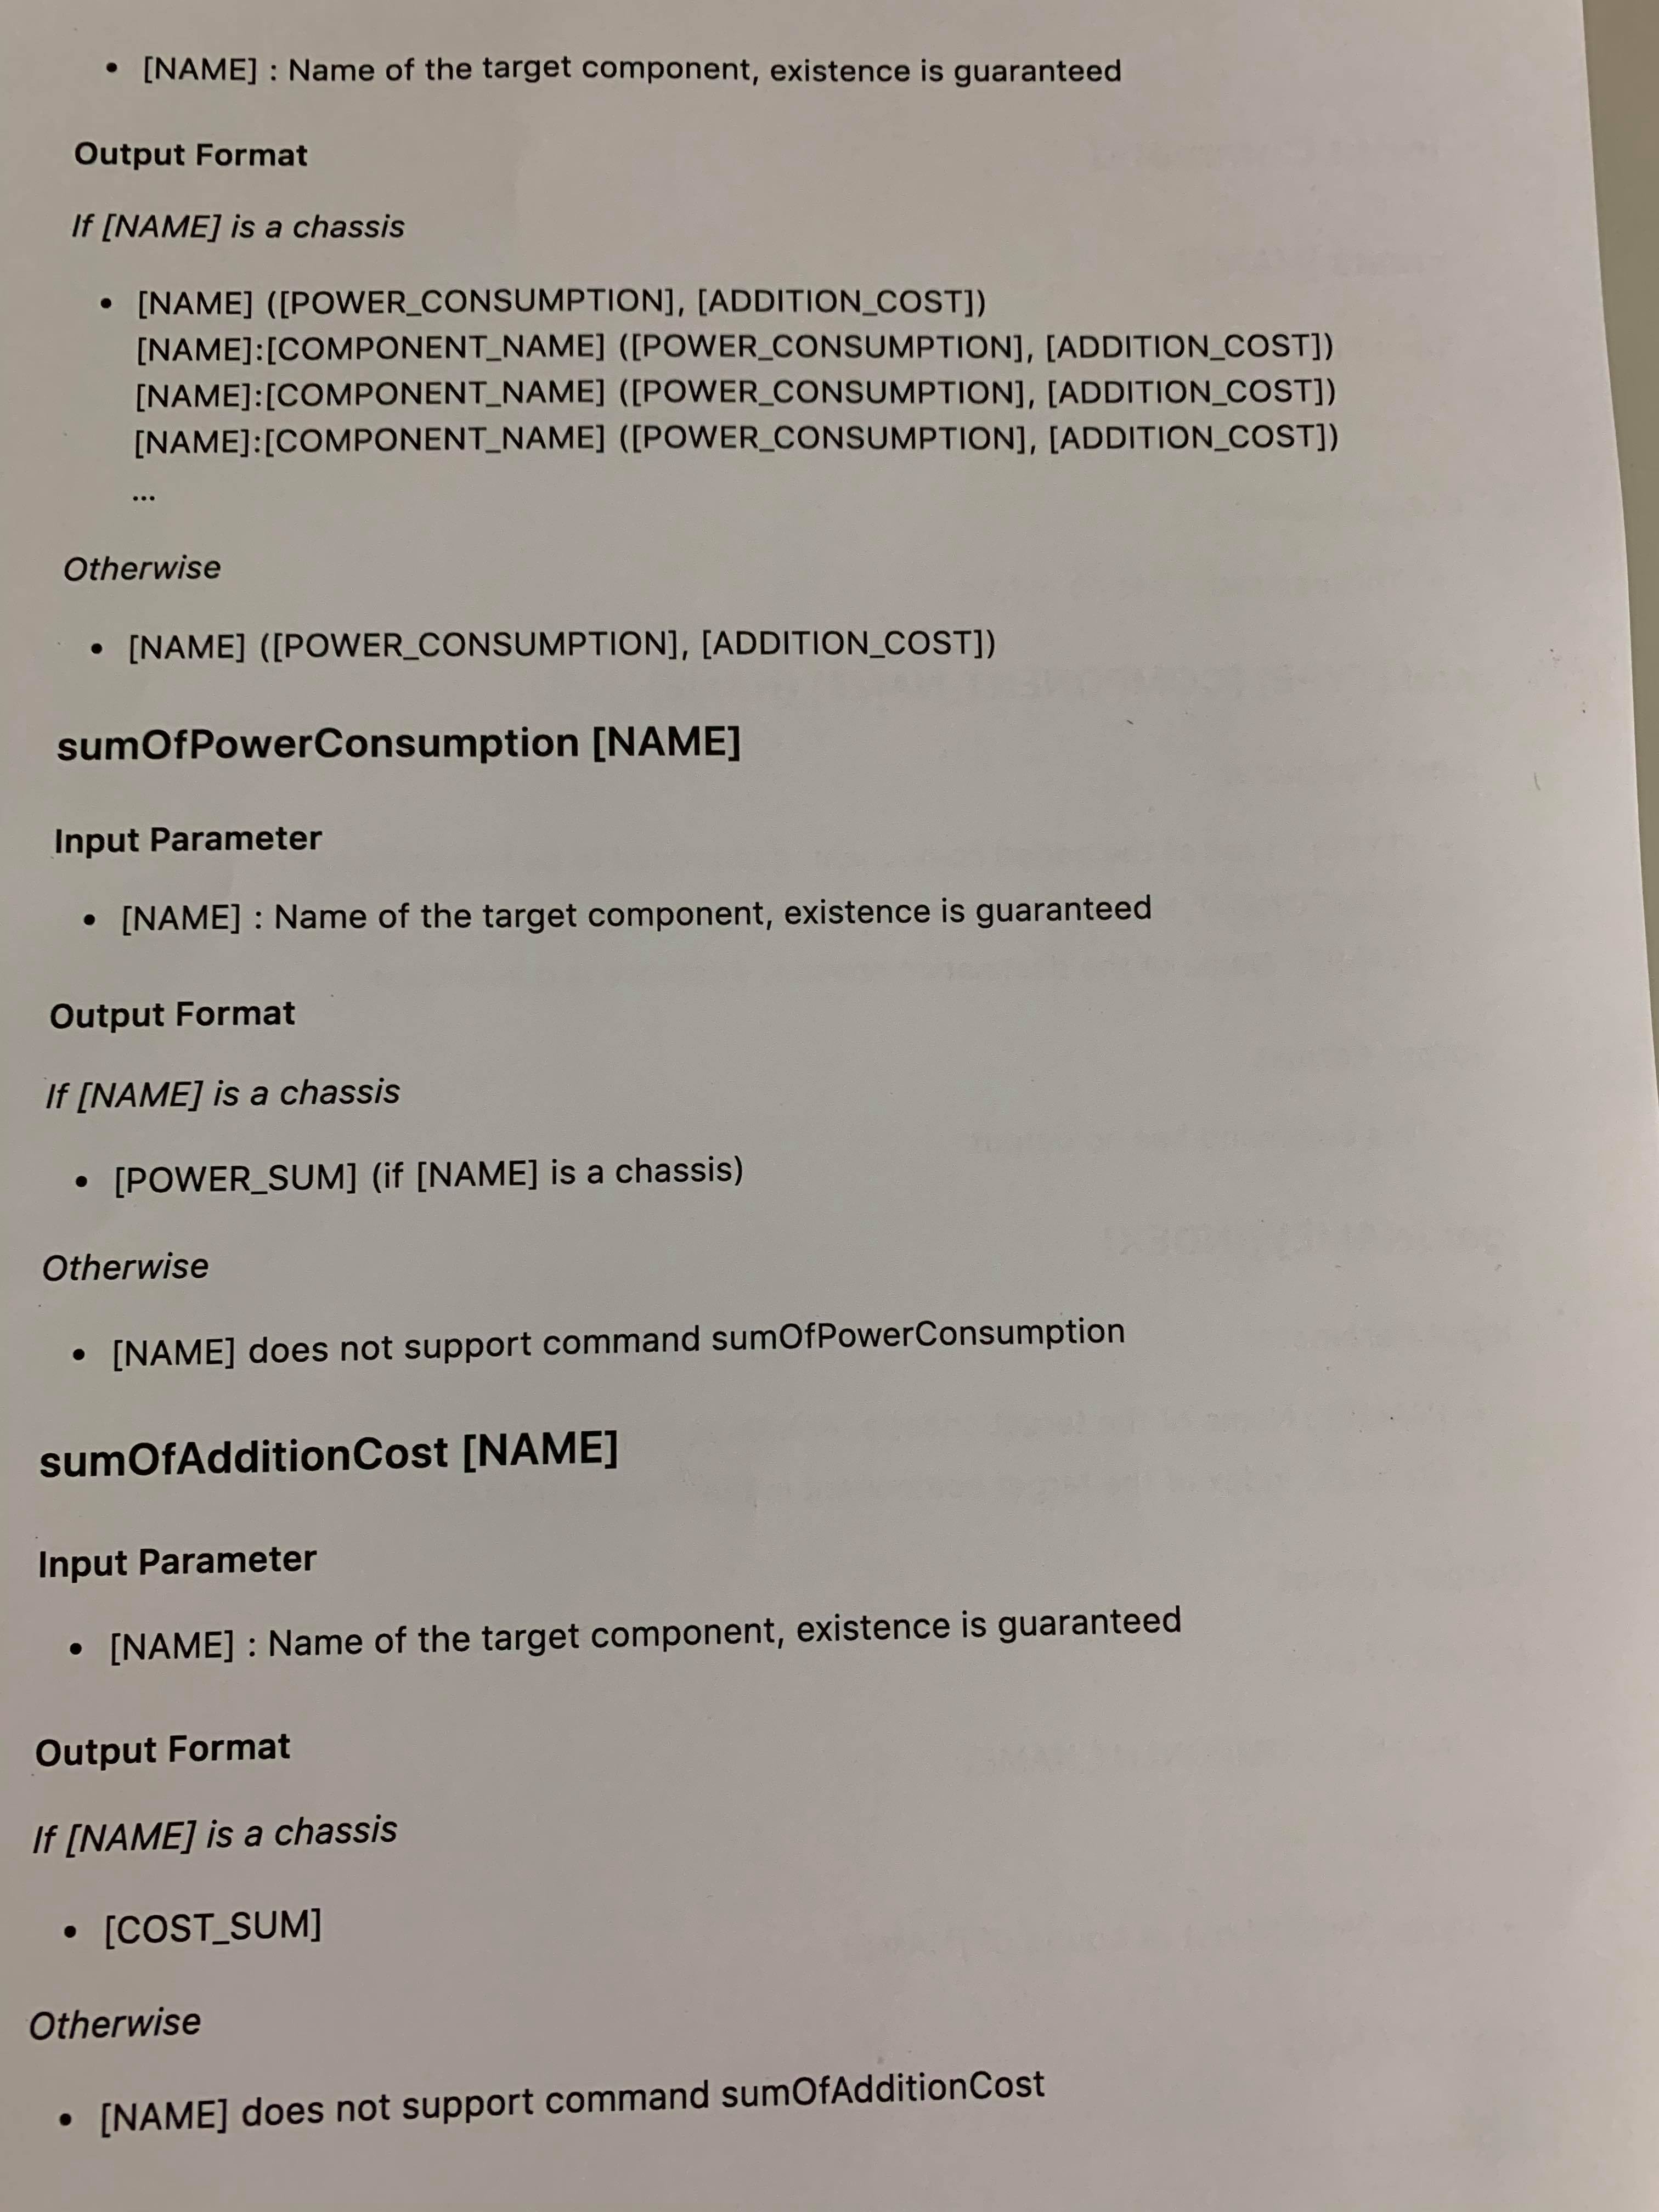 • [NAME] : Name of the target component, existence is guaranteed
Output Format
If [NAME] is a chassis
• [NAME] ([POWER_CONSUMPTION], [ADDITION_COST])
[NAME]:[COMPONENT_NAME] ([POWER_CONSUMPTION], [ADDITION_COST])
[NAME]:[COMPONENT_NAME] ([POWER_CONSUMPTION], [ADDITION_COST])
[NAME]:[COMPONENT_NAME] ([POWER_CONSUMPTION], [ADDITION_COST])
...
Otherwise
• [NAME] ([POWER_CONSUMPTION], [ADDITION_COST])
sumOfPowerConsumption [NAME]
Input Parameter
• [NAME] : Name of the target component, existence is guaranteed
Output Format
If [NAME] is a chassis
• [POWER_SUM] (if [NAME] is a chassis)
Otherwise
• [NAME] does not support command sumOfPowerConsumption
sumOfAdditionCost [NAME]
Input Parameter
• [NAME] : Name of the target component, existence is guaranteed
Output Format
If [NAME] is a chassis
• [COST_SUM]
Otherwise
• [NAME] does not support command sumOfAdditionCost